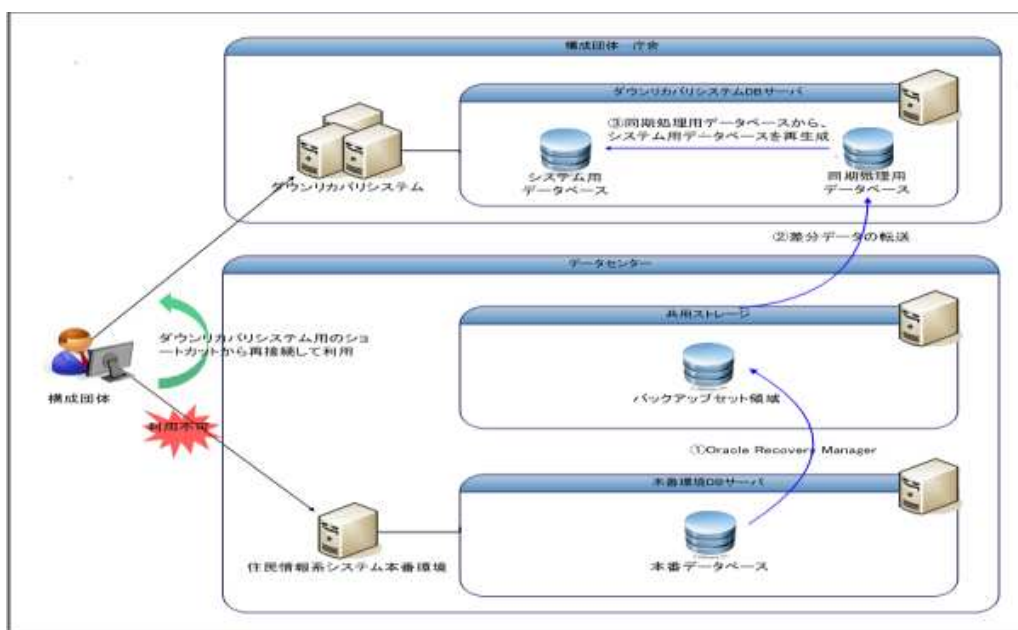 構成団体 庁舎
ダウンリカバリシステムDBサーバ
③同期処理用データベースから、
システム用データベースを再生成
ダウンリカバリシステム
システム用
データベース
同期処理用
データベース
②差分データの転送
データセンター
共用ストレージ
ダウンリカバリシステム用のショ
ートカットから再接続して利用
バックアップセット領域
構成団体
利用不可
①Oracle Recovery Manager
本番環境DBサーバ
住民情報系システム本番環境
本番データベース